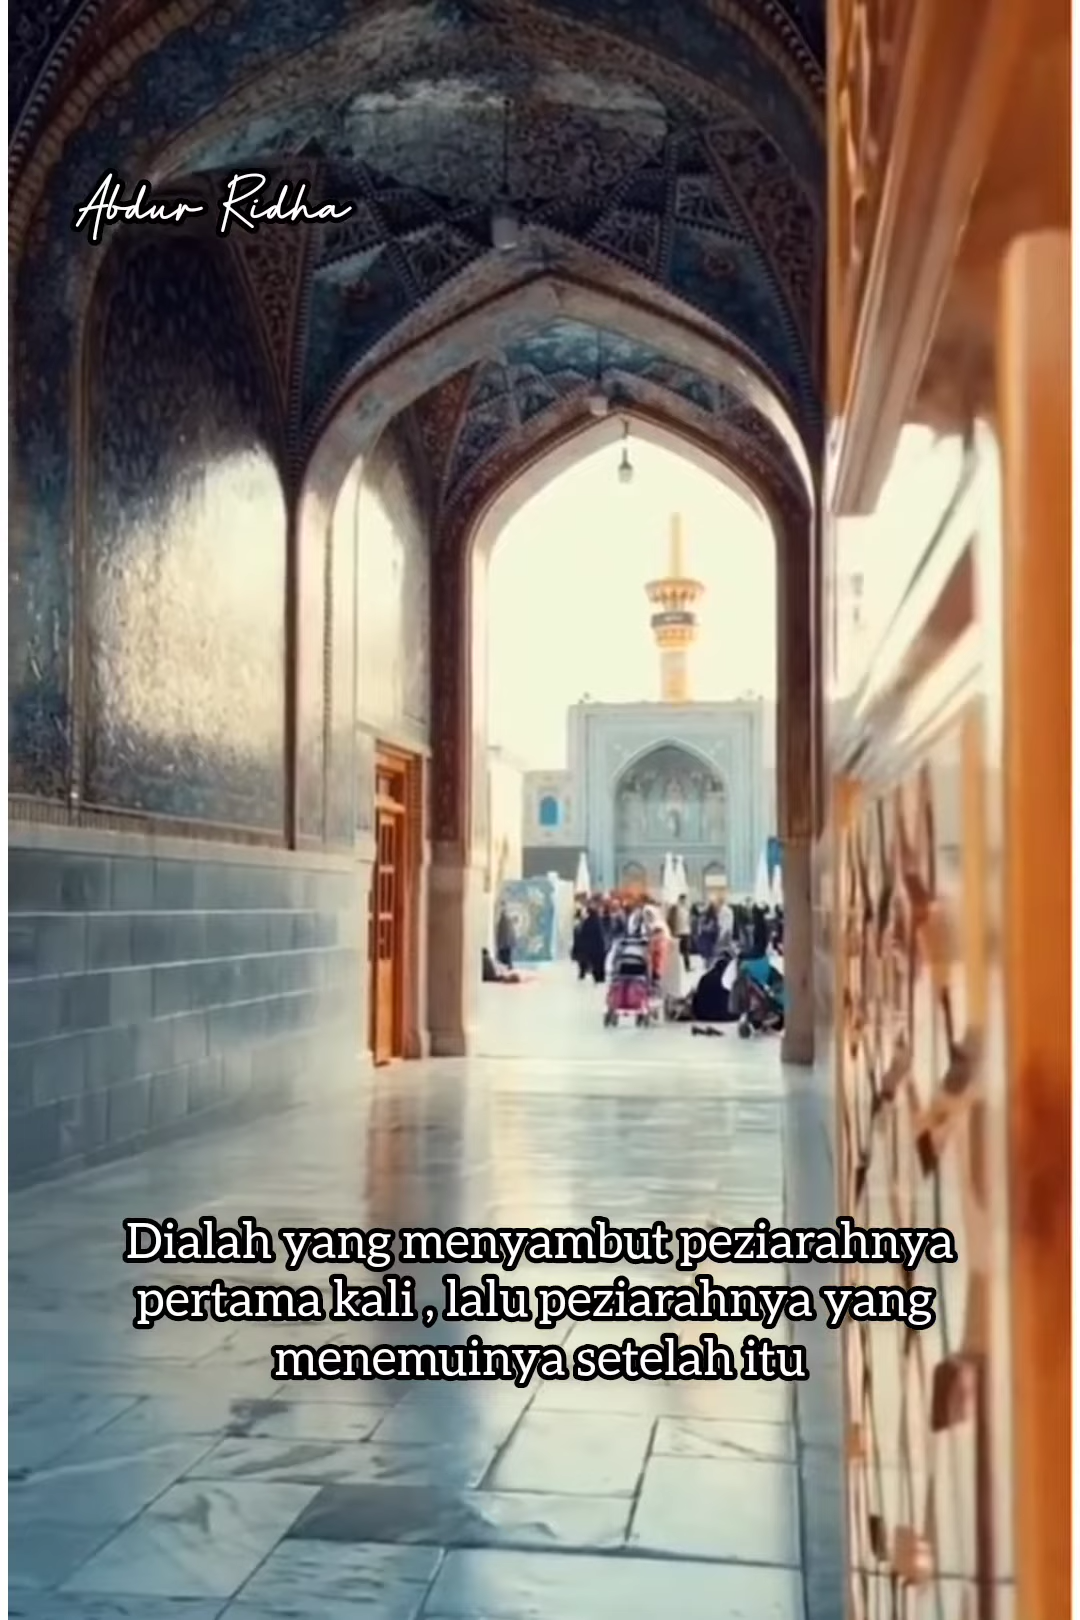 Abdur Ridha
Dialah yang menyambut peziarahnya
pertama kali , lalu peziarahnya yang
menemuinya setelah itu